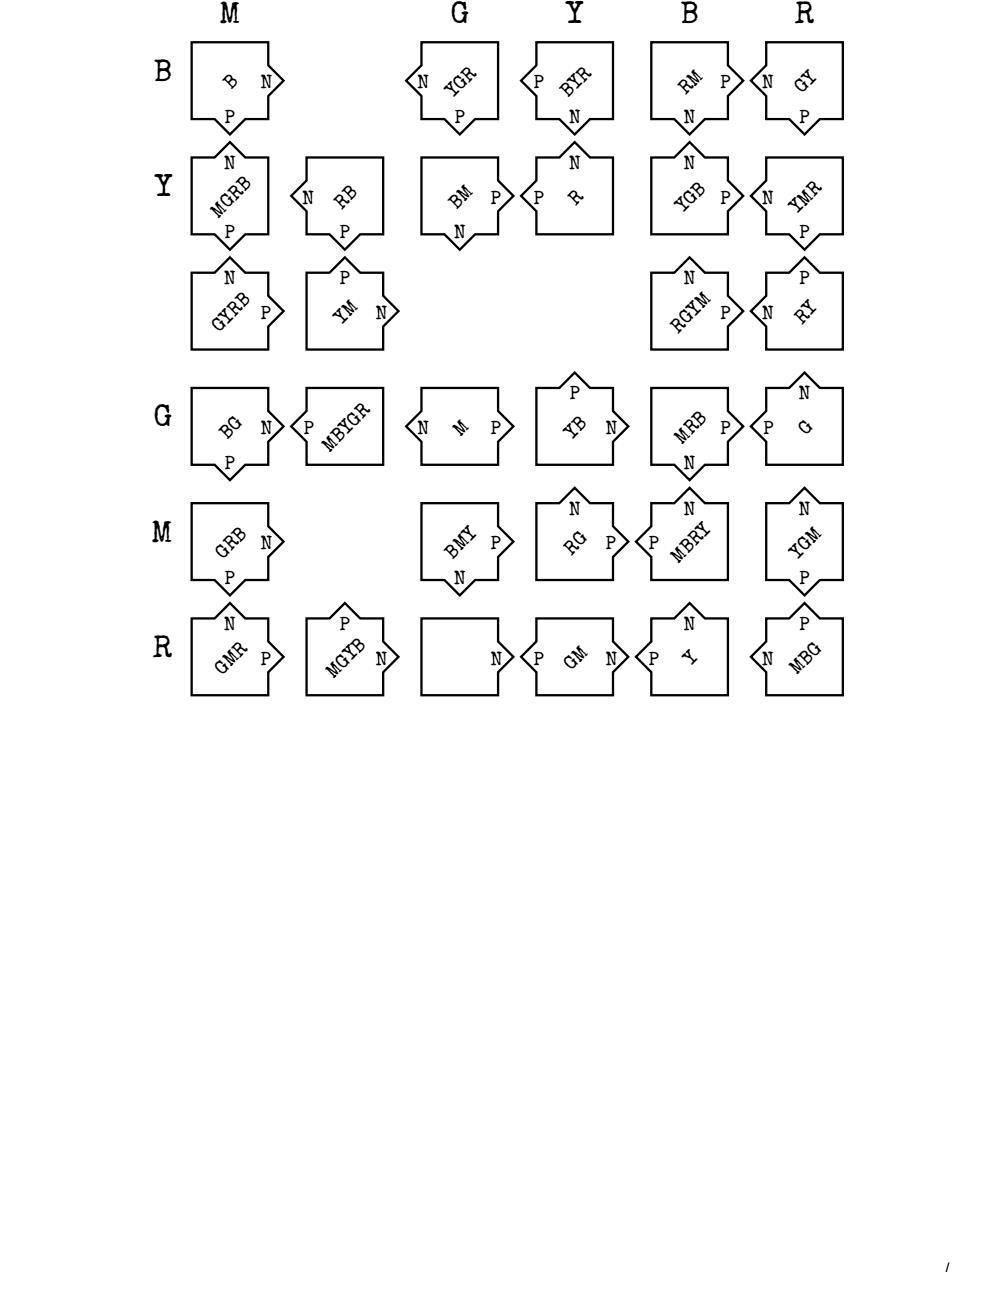 M G Y B R
B B N P N YGR P P BYR N RM P N N GY P
Y N MGRB P N RB P BM P N N P R N YGB P N YMR P
N GYRB P P YM N N RGYM P P N RY
G BG N P P MBYGR N M P P YB N MRB P N N P G
M GRB N P BMY P N N RG P N P MBRY N YGM P
R N GMR P P MGYB N N P GM N N P Y P N MBG
/